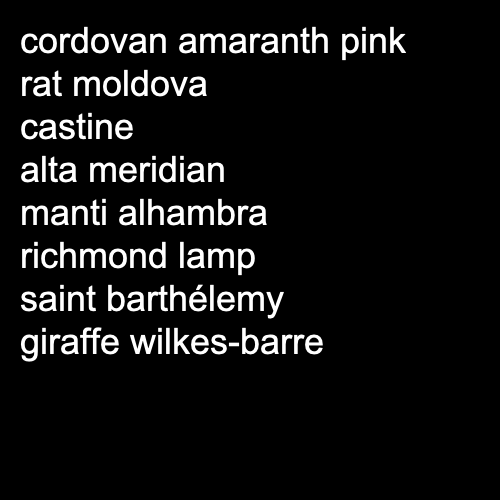 cordovan amaranth pink
rat moldova
castine
alta meridian
manti alhambra
richmond lamp
saint barthélemy
giraffe wilkes-barre